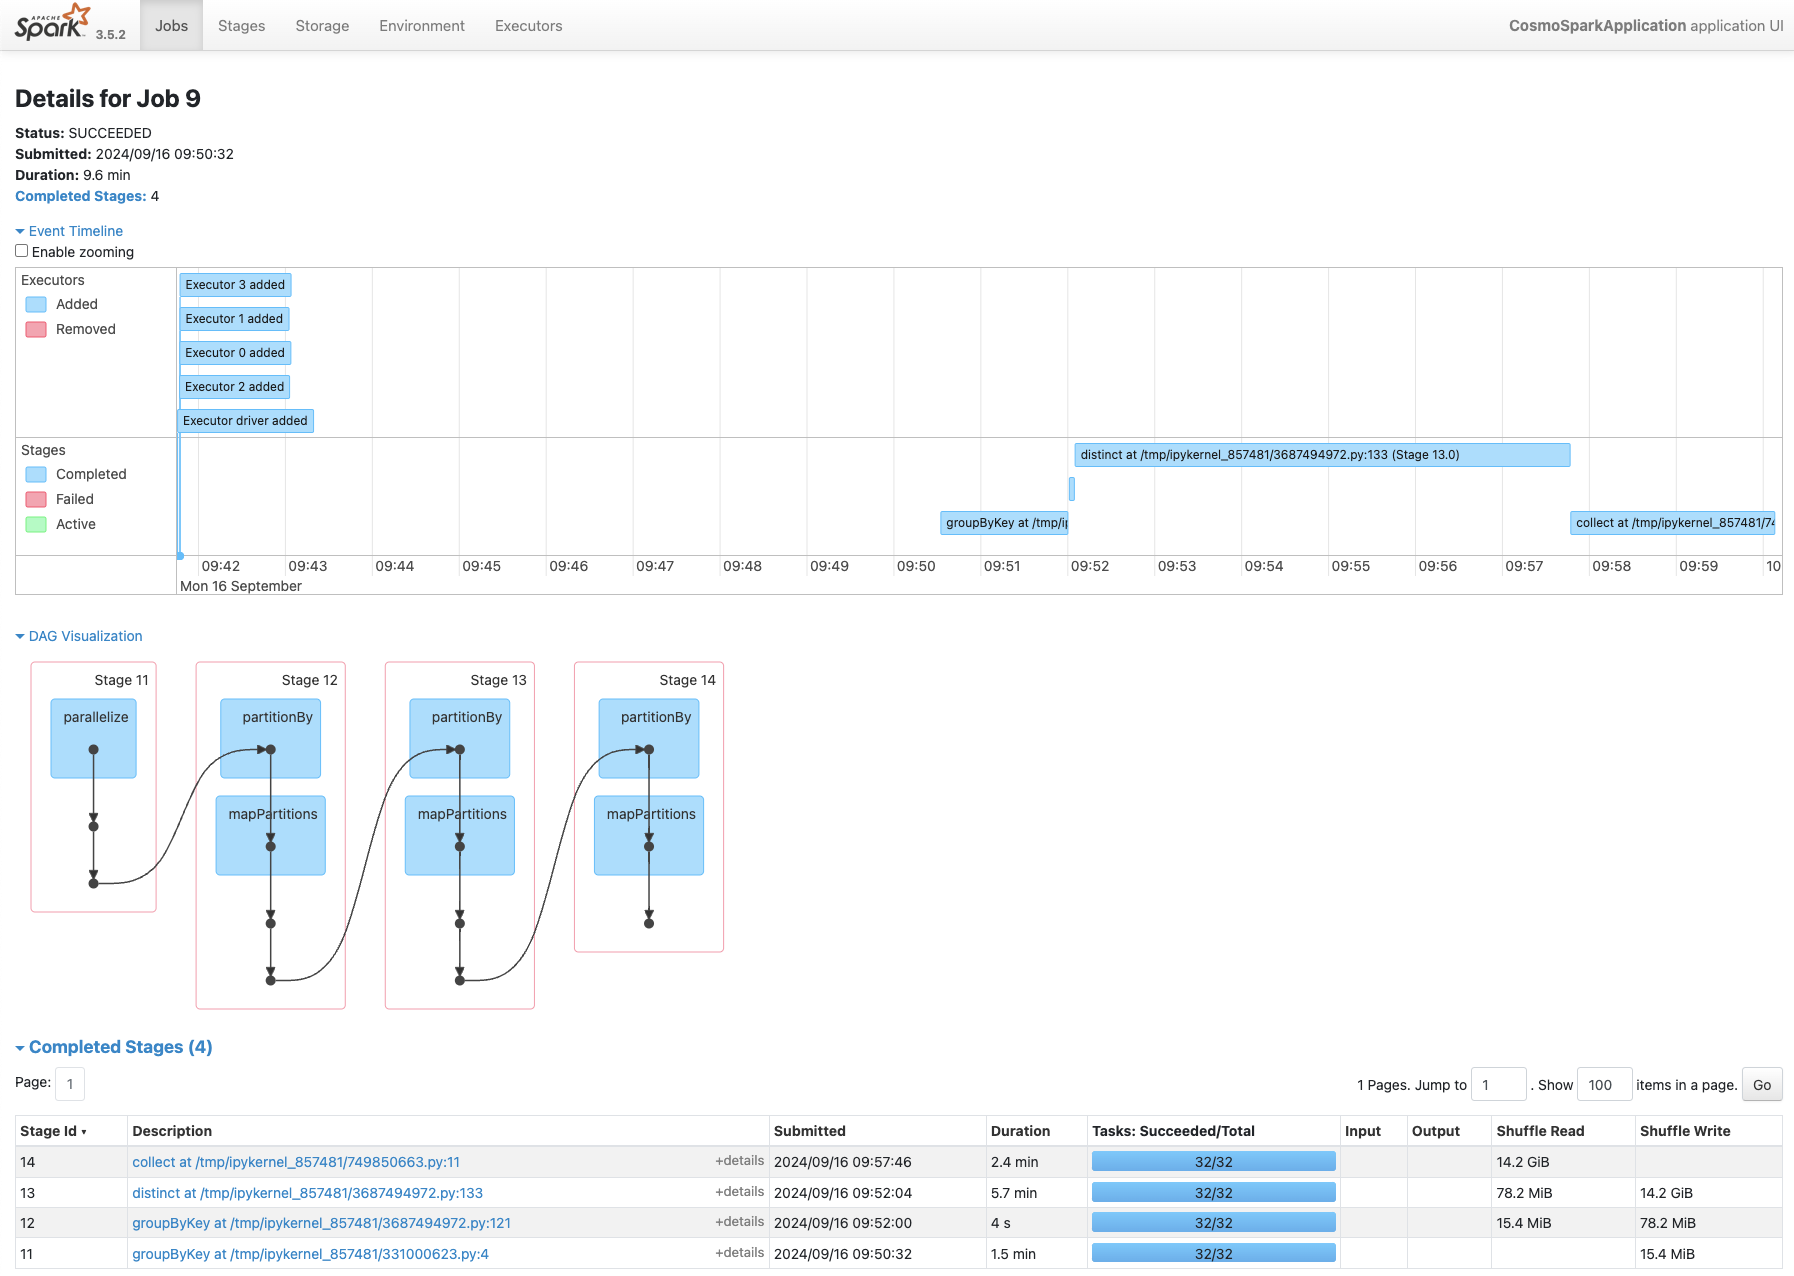 APACHE Spark 3.5.2 Jobs Stages Storage Environment Executors CosmoSparkApplication application UI
Details for Job 9
Status: SUCCEEDED
Submitted: 2024/09/16 09:50:32
Duration: 9.6 min
Completed Stages: 4
Event Timeline
Enable zooming
Executors
Added
Removed
Executor 3 added
Executor 1 added
Executor 0 added
Executor 2 added
Executor driver added
Stages
Completed
Failed
Active
distinct at /tmp/ipykernel_857481/3687494972.py:133 (Stage 13.0)
groupByKey at /tmp/ip
collect at /tmp/ipykernel_857481/74
09:42 09:43 09:44 09:45 09:46 09:47 09:48 09:49 09:50 09:51 09:52 09:53 09:54 09:55 09:56 09:57 09:58 09:59 10
Mon 16 September
DAG Visualization
Stage 11
parallelize
Stage 12
partitionBy
mapPartitions
Stage 13
partitionBy
mapPartitions
Stage 14
partitionBy
mapPartitions
Completed Stages (4)
Page: 1
1 Pages. Jump to 1 . Show 100 items in a page. Go
Stage Id ▾ Description Submitted Duration Tasks: Succeeded/Total Input Output Shuffle Read Shuffle Write
14 collect at /tmp/ipykernel_857481/749850663.py:11 +details 2024/09/16 09:57:46 2.4 min 32/32 14.2 GiB
13 distinct at /tmp/ipykernel_857481/3687494972.py:133 +details 2024/09/16 09:52:04 5.7 min 32/32 78.2 MiB 14.2 GiB
12 groupByKey at /tmp/ipykernel_857481/3687494972.py:121 +details 2024/09/16 09:52:00 4 s 32/32 15.4 MiB 78.2 MiB
11 groupByKey at /tmp/ipykernel_857481/331000623.py:4 +details 2024/09/16 09:50:32 1.5 min 32/32 15.4 MiB